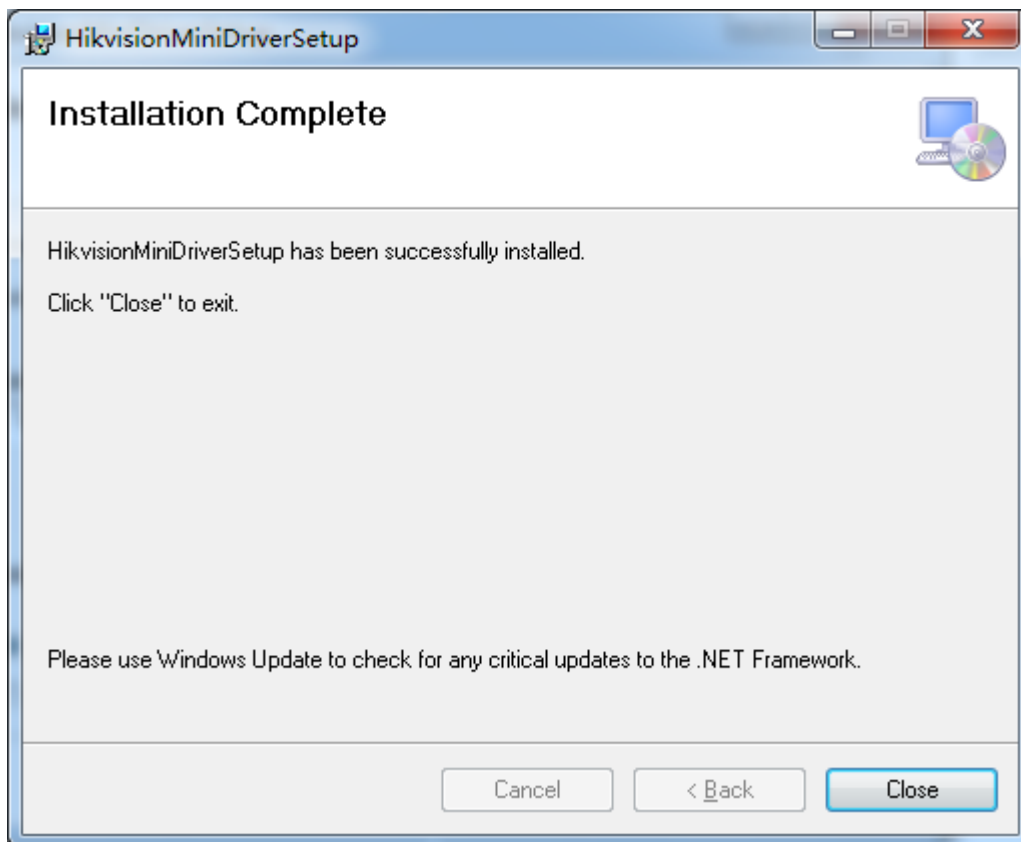 HikvisionMiniDriverSetup
Installation Complete
HikvisionMiniDriverSetup has been successfully installed.
Click "Close" to exit.
Please use Windows Update to check for any critical updates to the .NET Framework.
Cancel
< Back
Close